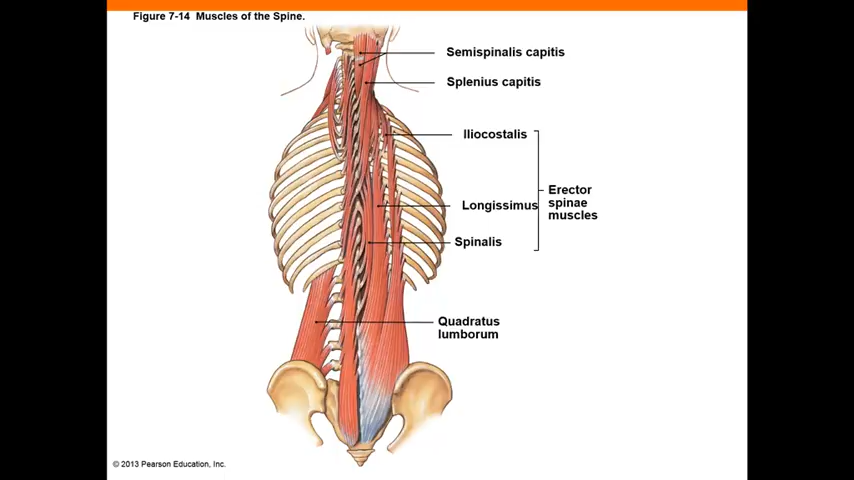 Figure 7-14 Muscles of the Spine.
Semispinalis capitis
Splenius capitis
Iliocostalis
Longissimus
Spinalis
Erector
spinae
muscles
Quadratus
lumborum
© 2013 Pearson Education, Inc.